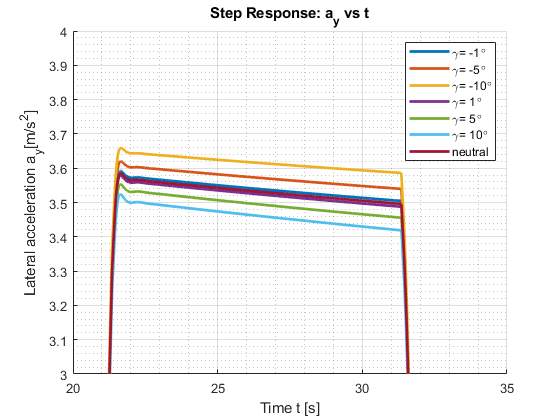 Step Response: a_y vs t
4
3.9
3.8
3.7
3.6
3.5
3.4
3.3
3.2
3.1
3
Lateral acceleration a_y[m/s^2]
γ= -1°
γ= -5°
γ= -10°
γ= 1°
γ= 5°
γ= 10°
neutral
20
25
30
35
Time t [s]